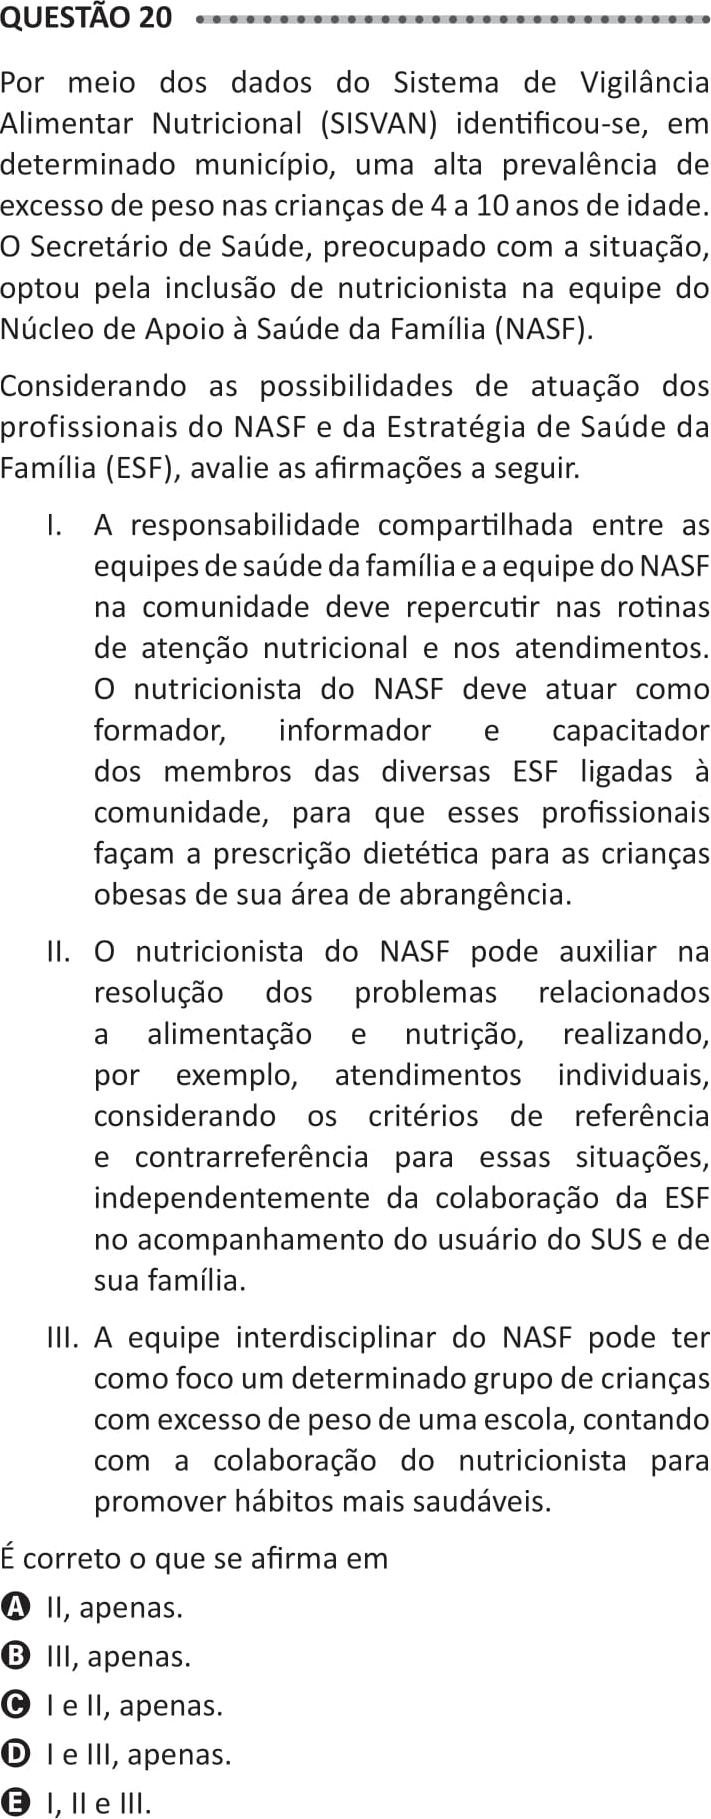 QUESTÃO 20
Por meio dos dados do Sistema de Vigilância
Alimentar Nutricional (SISVAN) identificou-se, em
determinado município, uma alta prevalência de
excesso de peso nas crianças de 4 a 10 anos de idade.
O Secretário de Saúde, preocupado com a situação,
optou pela inclusão de nutricionista na equipe do
Núcleo de Apoio à Saúde da Família (NASF).
Considerando as possibilidades de atuação dos
profissionais do NASF e da Estratégia de Saúde da
Família (ESF), avalie as afirmações a seguir.
I. A responsabilidade compartilhada entre as
equipes de saúde da família e a equipe do NASF
na comunidade deve repercutir nas rotinas
de atenção nutricional e nos atendimentos.
O nutricionista do NASF deve atuar como
formador, informador e capacitador
dos membros das diversas ESF ligadas à
comunidade, para que esses profissionais
façam a prescrição dietética para as crianças
obesas de sua área de abrangência.
II. O nutricionista do NASF pode auxiliar na
resolução dos problemas relacionados
a alimentação e nutrição, realizando,
por exemplo, atendimentos individuais,
considerando os critérios de referência
e contrarreferência para essas situações,
independentemente da colaboração da ESF
no acompanhamento do usuário do SUS e de
sua família.
III. A equipe interdisciplinar do NASF pode ter
como foco um determinado grupo de crianças
com excesso de peso de uma escola, contando
com a colaboração do nutricionista para
promover hábitos mais saudáveis.
É correto o que se afirma em
A II, apenas.
B III, apenas.
C I e II, apenas.
D I e III, apenas.
E I, II e III.